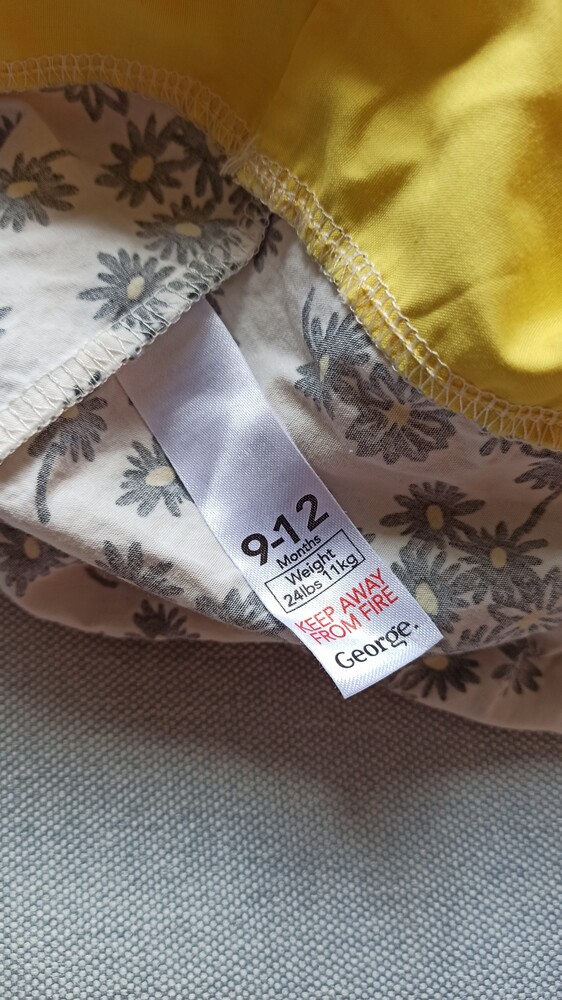 9-12
Months
Weight
24lbs 11kg
KEEP AWAY
FROM FIRE
George.